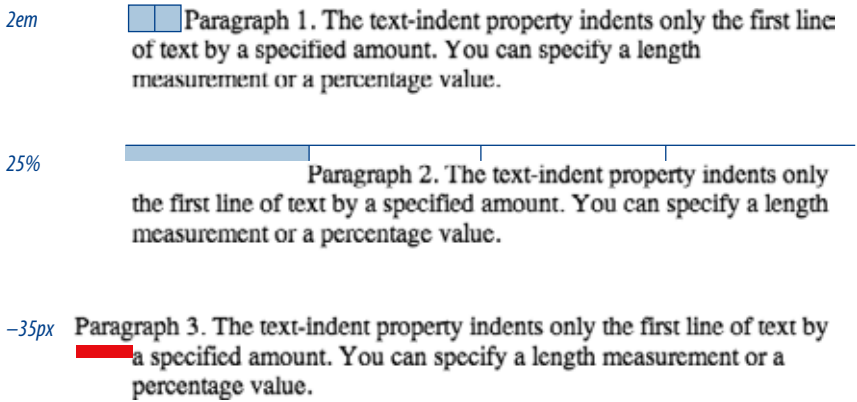 2em
Paragraph 1. The text-indent property indents only the first line
of text by a specified amount. You can specify a length
measurement or a percentage value.
25%
Paragraph 2. The text-indent property indents only
the first line of text by a specified amount. You can specify a length
measurement or a percentage value.
–35px
Paragraph 3. The text-indent property indents only the first line of text by
a specified amount. You can specify a length measurement or a
percentage value.